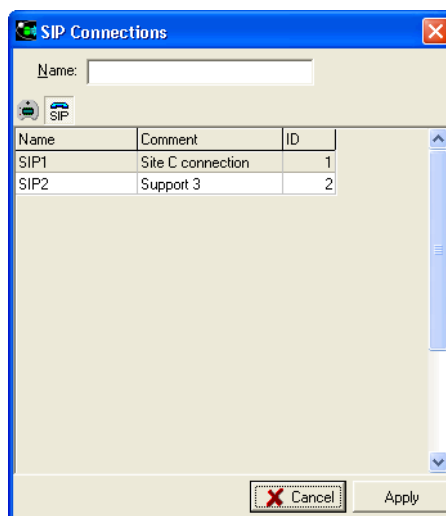 SIP Connections
Name:
SIP
Name Comment ID
SIP1 Site C connection 1
SIP2 Support 3 2
Cancel Apply